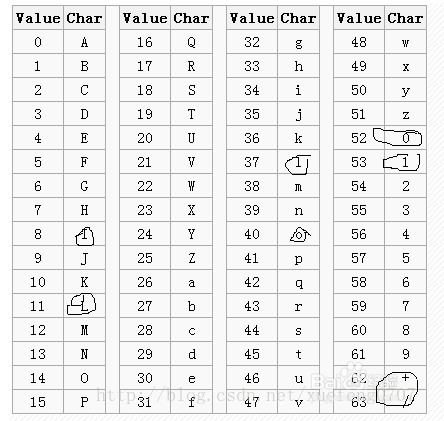 Value Char Value Char Value Char Value Char
0 A 16 Q 32 g 48 w
1 B 17 R 33 h 49 x
2 C 18 S 34 i 50 y
3 D 19 T 35 j 51 z
4 E 20 U 36 k 52 0
5 F 21 V 37 l 53 1
6 G 22 W 38 m 54 2
7 H 23 X 39 n 55 3
8 I 24 Y 40 o 56 4
9 J 25 Z 41 p 57 5
10 K 26 a 42 q 58 6
11 L 27 b 43 r 59 7
12 M 28 c 44 s 60 8
13 N 29 d 45 t 61 9
14 O 30 e 46 u 62 +
15 P 31 f 47 v 63 /